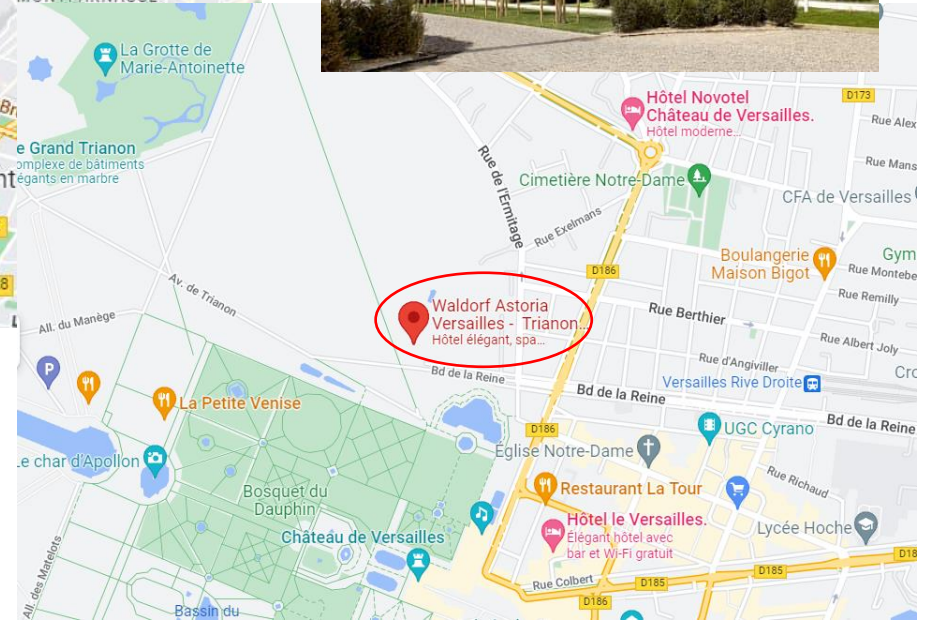 La Grotte de
Marie-Antoinette
Hôtel Novotel
Château de Versailles.
Hôtel moderne...
D173
Rue Alex
e Grand Trianon
omplexe de bâtiments
égants en marbre
nt
Rue de l'Ermitage
Cimetière Notre-Dame
Rue Mans
CFA de Versailles
Rue Exelmans
Boulangerie
Maison Bigot
Gym
Rue Montebe
D186
8
Av. de Trianon
Waldorf Astoria
Versailles - Trianon...
Hôtel élégant, spa...
Rue Remilly
Rue Berthier
All. du Manège
Rue Albert Joly
Rue d'Angiviller
Bd de la Reine
Versailles Rive Droite
Cro
P
Bd de la Reine
La Petite Venise
Bd de la Reine
D186
UGC Cyrano
Église Notre-Dame
Le char d'Apollon
Rue Richaud
Bosquet du
Dauphin
Restaurant La Tour
Hôtel le Versailles.
Élégant hôtel avec
bar et Wi-Fi gratuit
Lycée Hoche
Château de Versailles
D18
All. des Matelots
Rue Colbert
D185
D185
D186
Bassin du